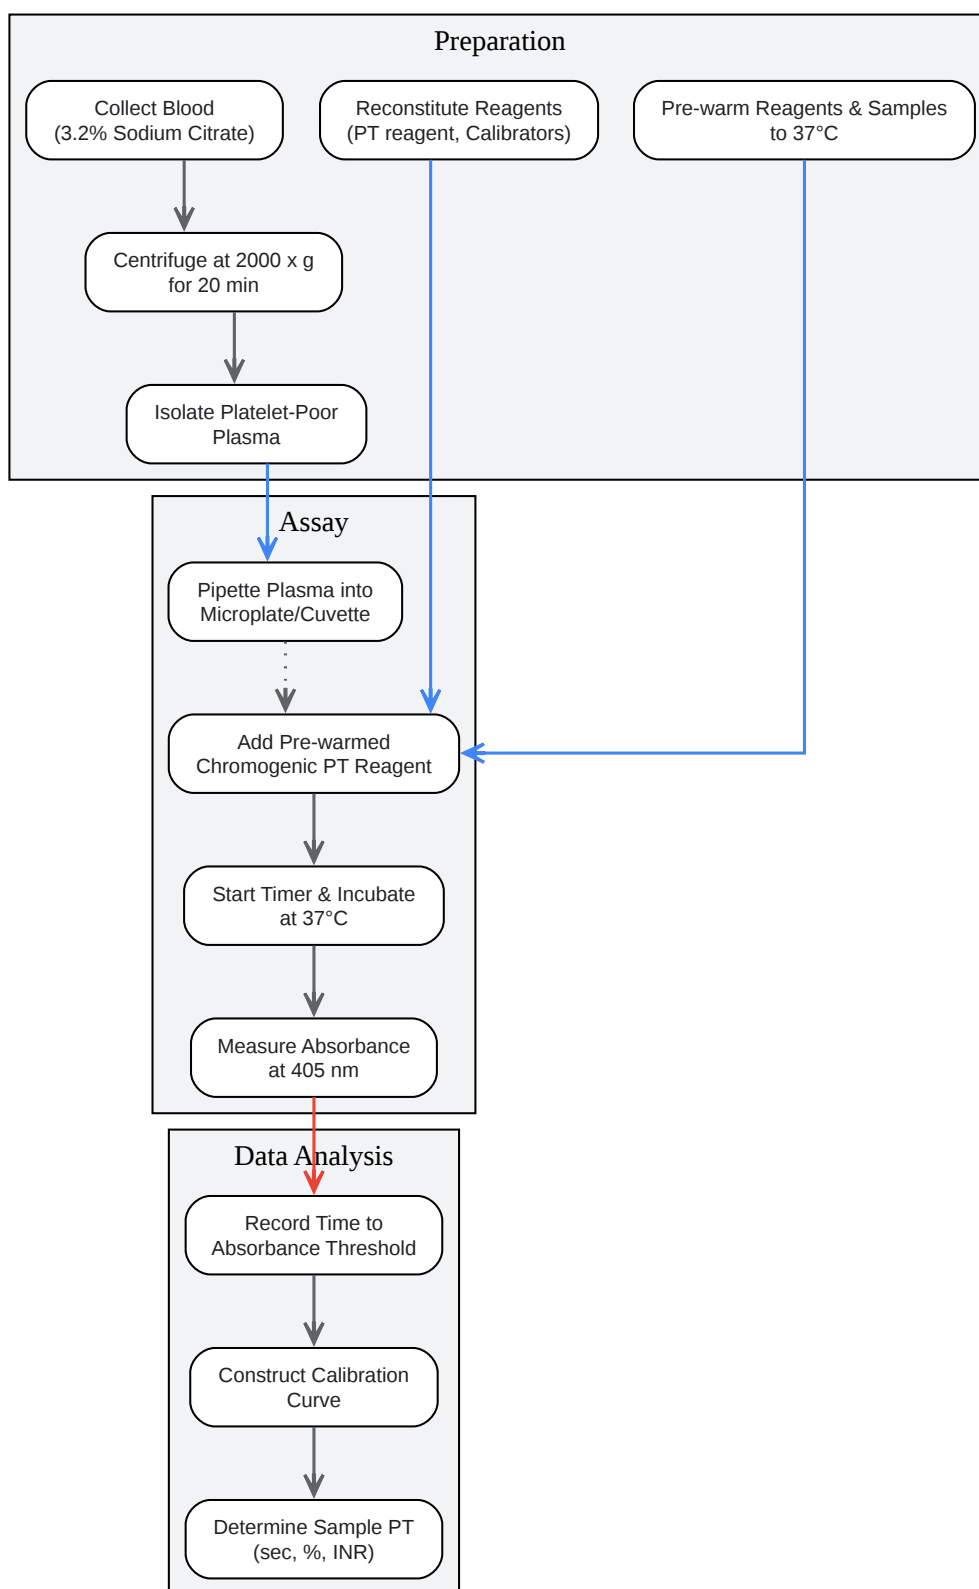 Preparation
Collect Blood
(3.2% Sodium Citrate)
Reconstitute Reagents
(PT reagent, Calibrators)
Pre-warm Reagents & Samples
to 37°C
Centrifuge at 2000 x g
for 20 min
Isolate Platelet-Poor
Plasma
Assay
Pipette Plasma into
Microplate/Cuvette
Add Pre-warmed
Chromogenic PT Reagent
Start Timer & Incubate
at 37°C
Measure Absorbance
at 405 nm
Data Analysis
Record Time to
Absorbance Threshold
Construct Calibration
Curve
Determine Sample PT
(sec, %, INR)